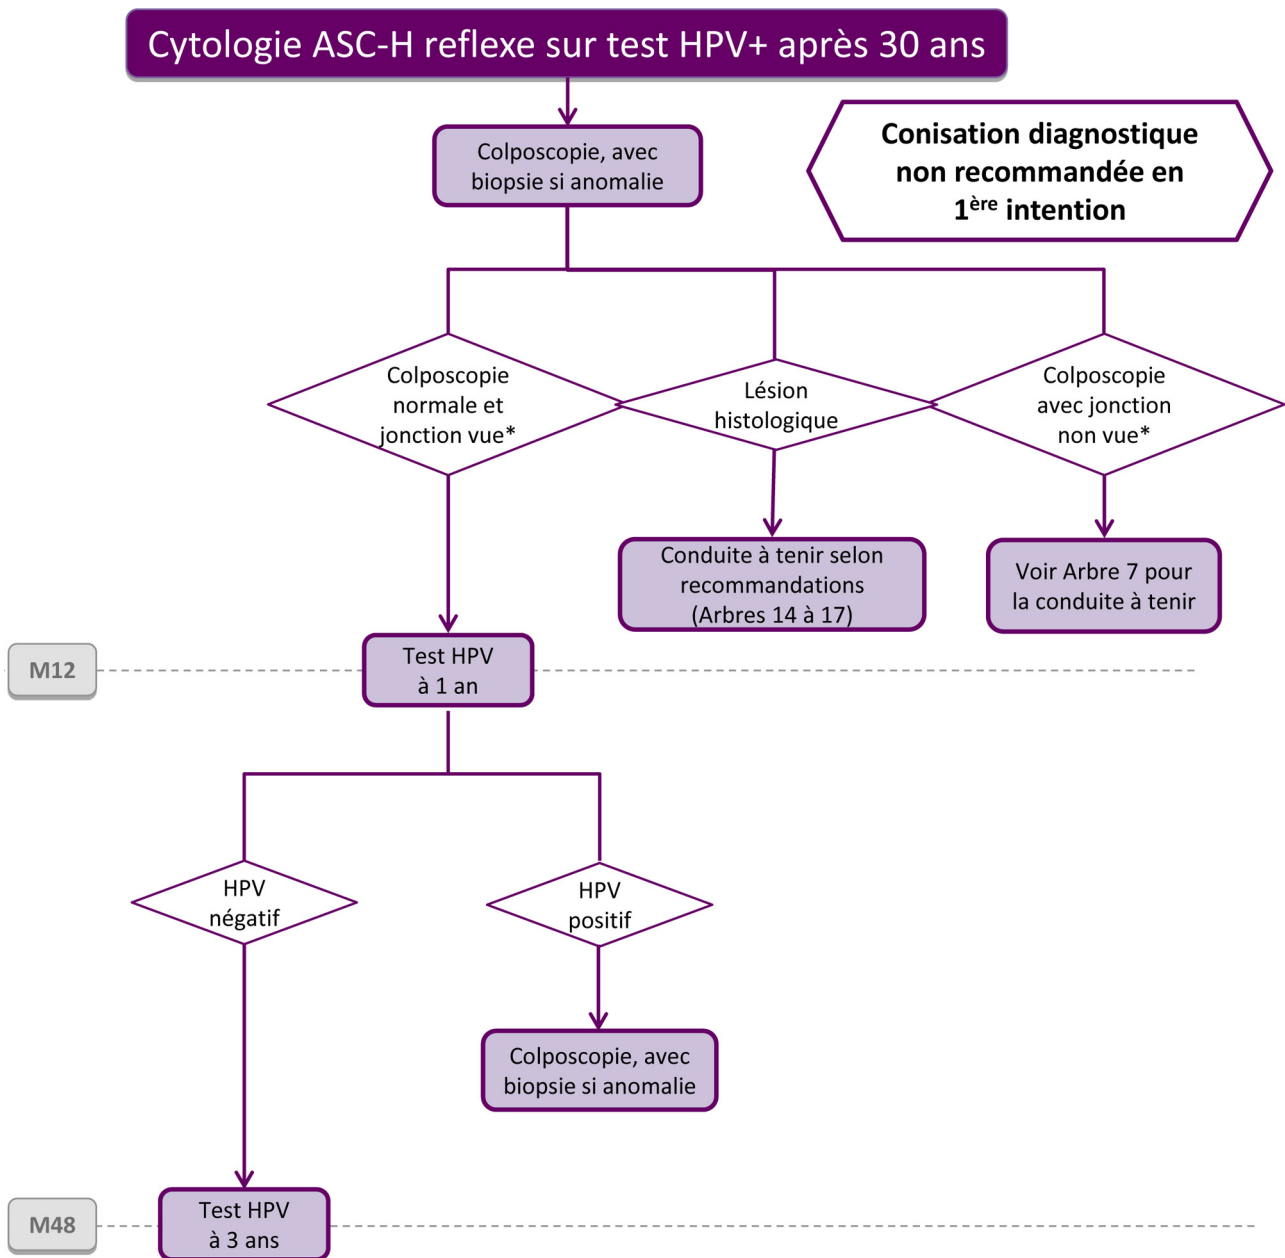 Cytologie ASC-H reflexe sur test HPV+ après 30 ans
Colposcopie, avec
biopsie si anomalie
Conisation diagnostique
non recommandée en
1ère intention
Colposcopie
normale et
jonction vue*
Lésion
histologique
Colposcopie
avec jonction
non vue*
Conduite à tenir selon
recommandations
(Arbres 14 à 17)
Voir Arbre 7 pour
la conduite à tenir
M12
Test HPV
à 1 an
HPV
négatif
HPV
positif
Colposcopie, avec
biopsie si anomalie
M48
Test HPV
à 3 ans